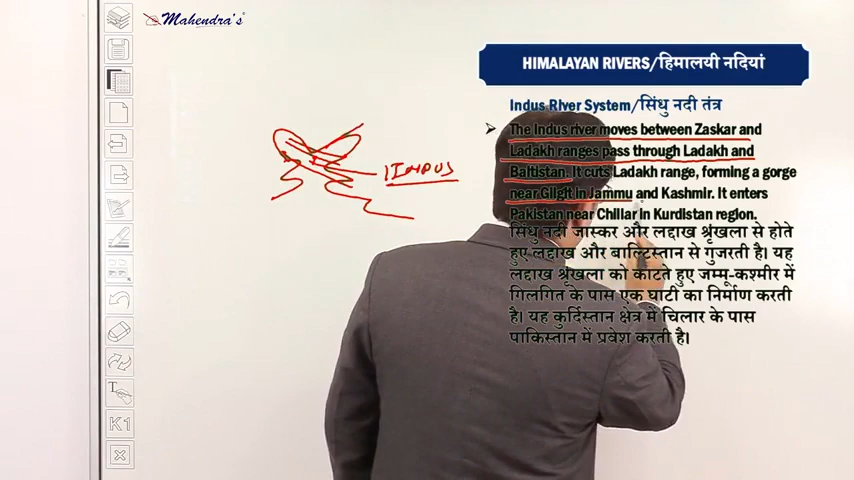 Mahendra's
HIMALAYAN RIVERS/हिमालयी नदियां
Indus River System/सिंधु नदी तंत्र
The Indus river moves between Zaskar and
Ladakh ranges pass through Ladakh and
Baltistan. It cuts Ladakh range, forming a gorge
near Gilgit in Jammu and Kashmir. It enters
Pakistan near Chillar in Kurdistan region.
सिंधु नदी जास्कर और लद्दाख श्रृंखला से होते
हुए लद्दाख और बाल्टिस्तान से गुजरती है। यह
लद्दाख श्रृंखला को काटते हुए जम्मू-कश्मीर में
गिलगित के पास एक घाटी का निर्माण करती
है। यह कुर्दिस्तान क्षेत्र में चिलार के पास
पाकिस्तान में प्रवेश करती है।
INDUS
T
K1